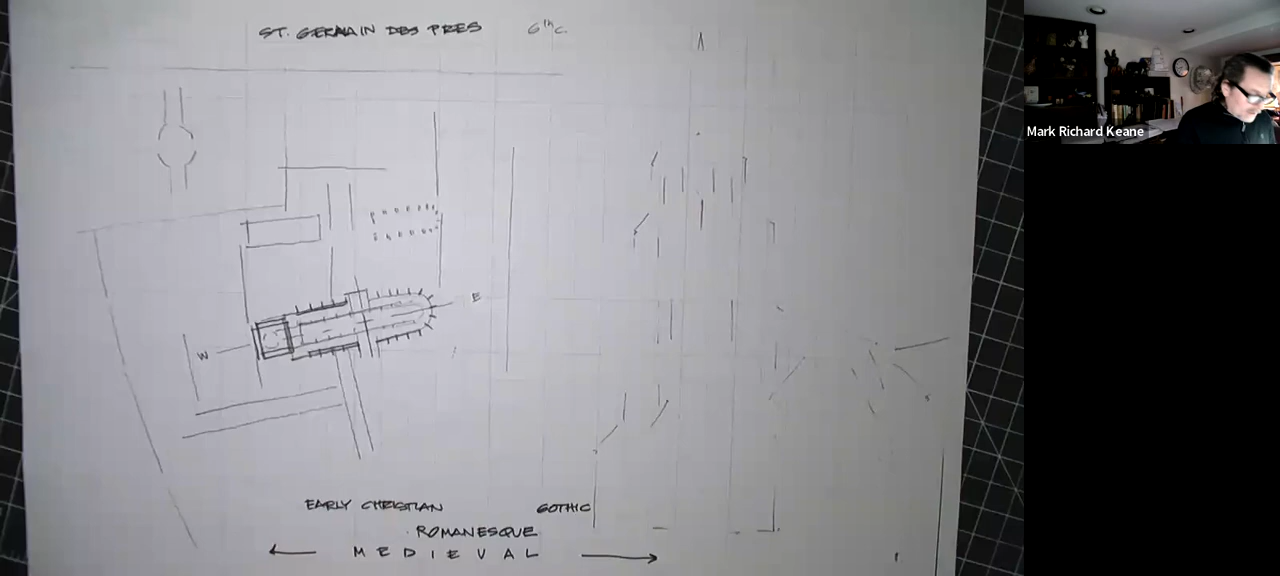 ST. GERMAIN DES PRES 6th C.
Mark Richard Keane
E
W
EARLY CHRISTIAN GOTHIC
ROMANESQUE
MEDIEVAL